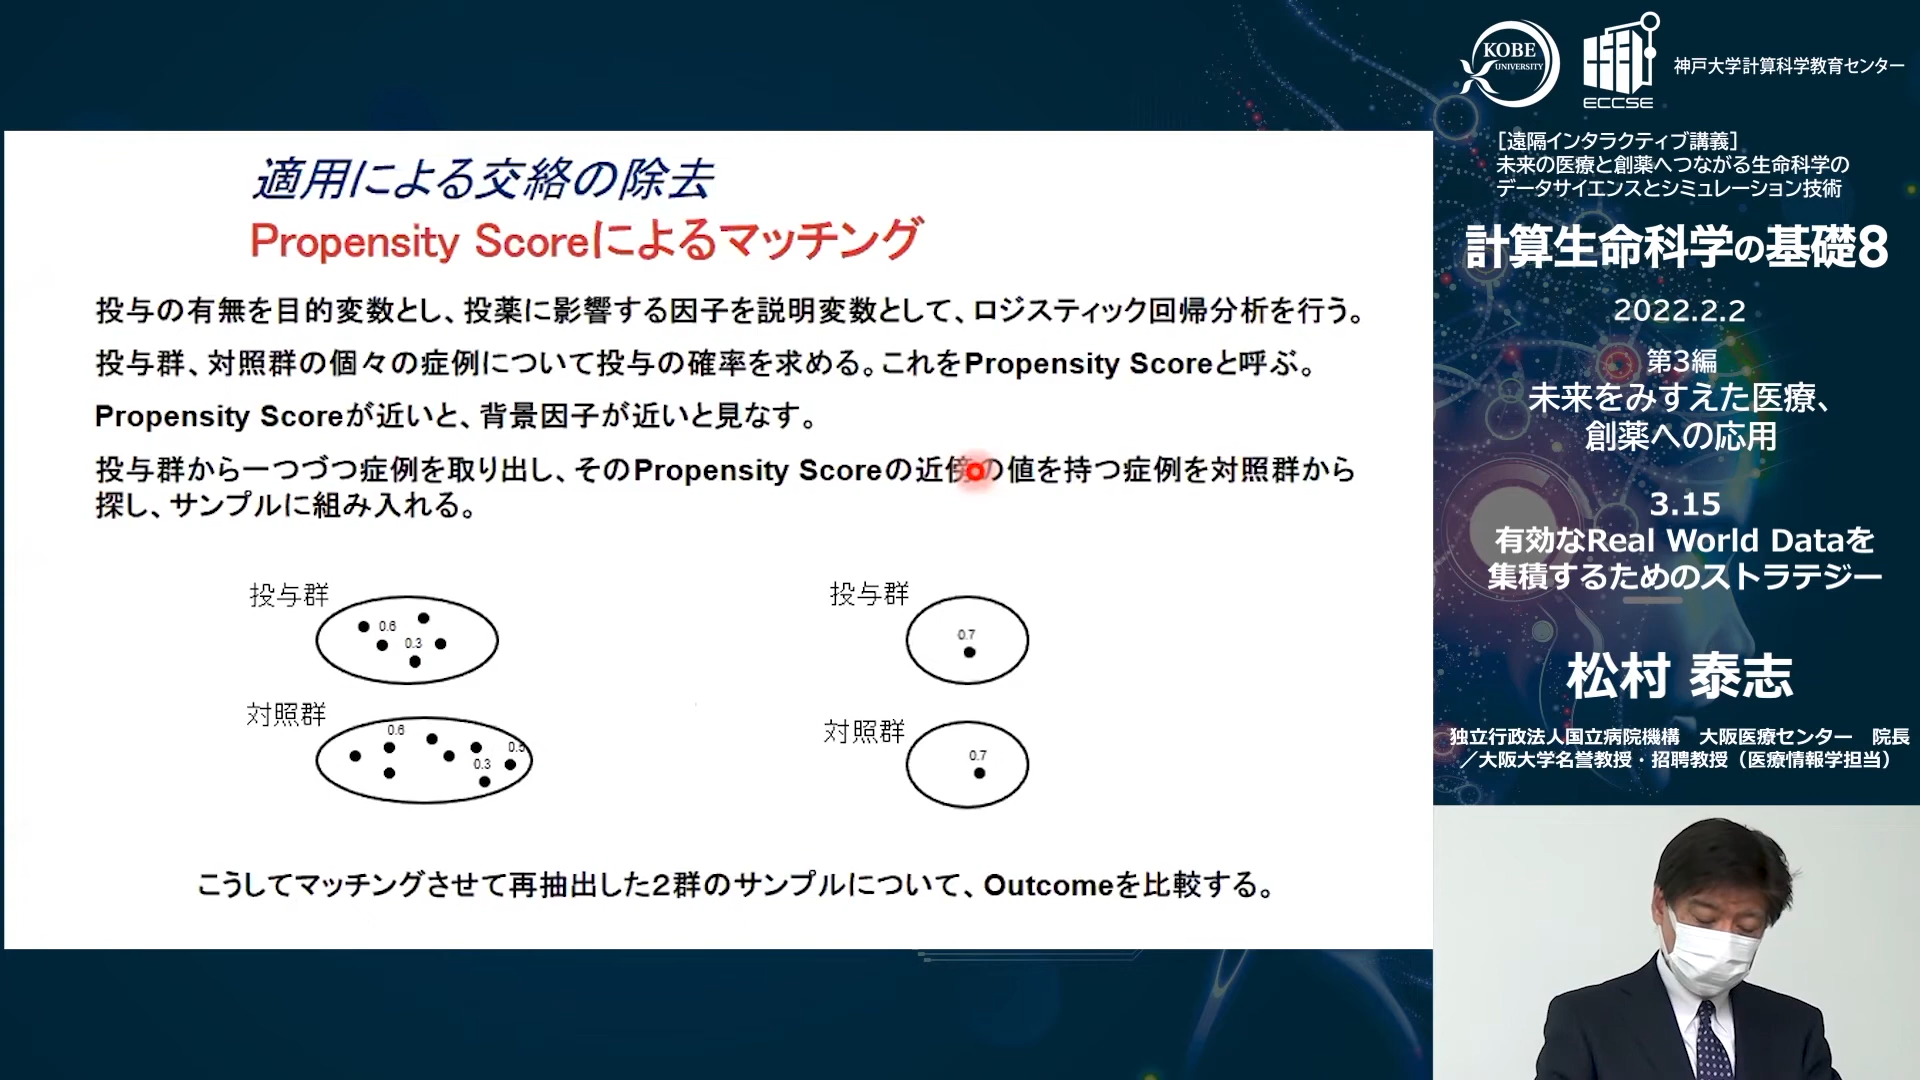 適用による交絡の除去
Propensity Scoreによるマッチング
投与の有無を目的変数とし、投薬に影響する因子を説明変数として、ロジスティック回帰分析を行う。
投与群、対照群の個々の症例について投与の確率を求める。これをPropensity Scoreと呼ぶ。
Propensity Scoreが近いと、背景因子が近いと見なす。
投与群から一つづつ症例を取り出し、そのPropensity Scoreの近傍の値を持つ症例を対照群から
探し、サンプルに組み入れる。
投与群
0.6
0.3
対照群
0.6
0.5
0.3
投与群
0.7
対照群
0.7
こうしてマッチングさせて再抽出した2群のサンプルについて、Outcomeを比較する。
KOBE
UNIVERSITY
ECCSE
神戸大学計算科学教育センター
［遠隔インタラクティブ講義］
未来の医療と創薬へつながる生命科学の
データサイエンスとシミュレーション技術
計算生命科学の基礎8
2022.2.2
第3編
未来をみすえた医療、
創薬への応用
3.15
有効なReal World Dataを
集積するためのストラテジー
松村 泰志
独立行政法人国立病院機構　大阪医療センター　院長
／大阪大学名誉教授・招聘教授（医療情報学担当）